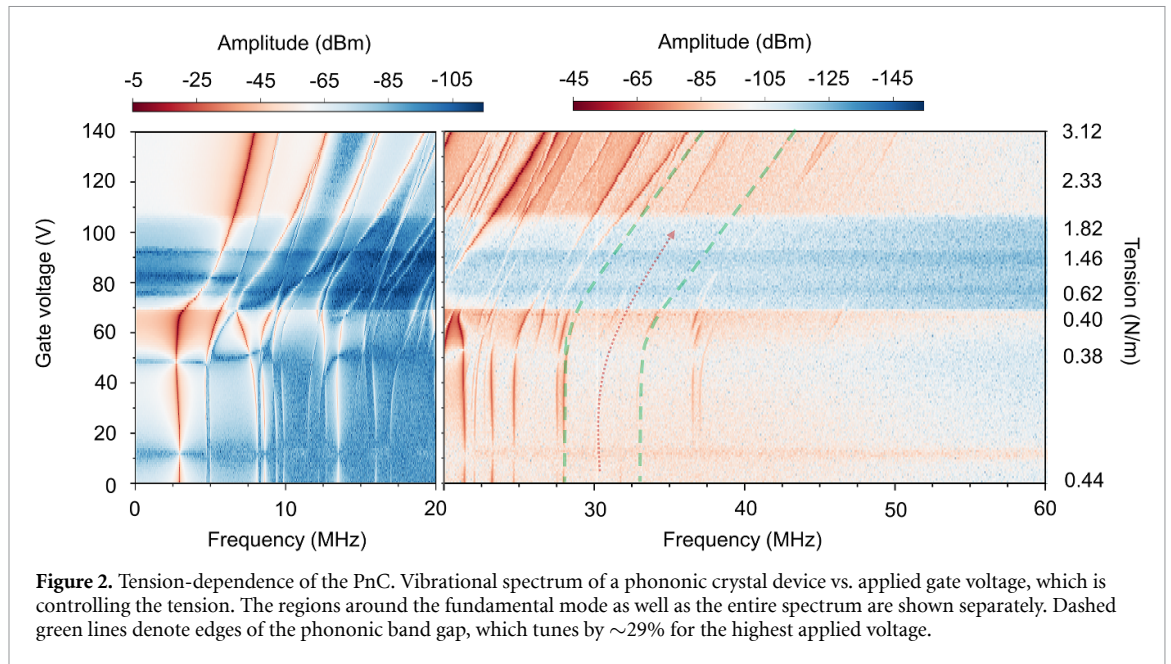 Amplitude (dBm)
-5 -25 -45 -65 -85 -105
Amplitude (dBm)
-45 -65 -85 -105 -125 -145
Gate voltage (V)
140
120
100
80
60
40
20
0
0 10 20
Frequency (MHz)
30 40 50 60
Frequency (MHz)
3.12
2.33
1.82
1.46
0.62
0.40
0.38
0.44
Tension (N/m)
Figure 2. Tension-dependence of the PnC. Vibrational spectrum of a phononic crystal device vs. applied gate voltage, which is
controlling the tension. The regions around the fundamental mode as well as the entire spectrum are shown separately. Dashed
green lines denote edges of the phononic band gap, which tunes by ∼29% for the highest applied voltage.